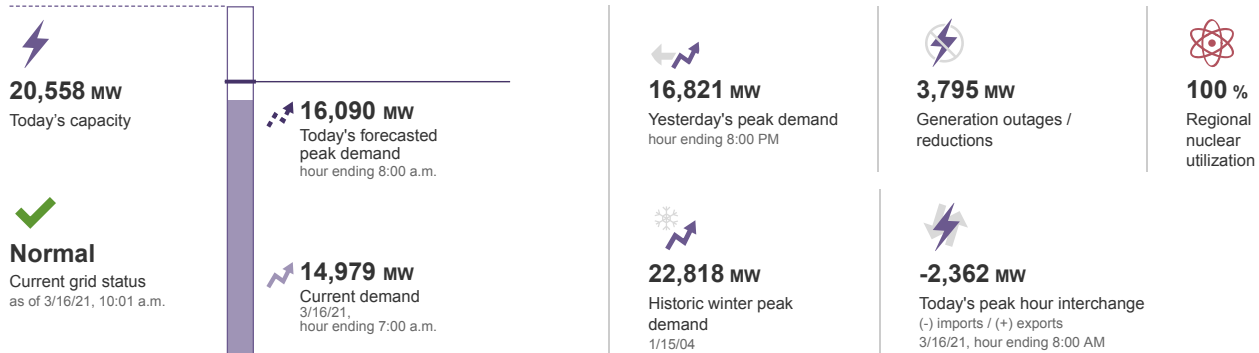 20,558 MW
Today's capacity
Normal
Current grid status
as of 3/16/21, 10:01 a.m.
16,090 MW
Today's forecasted
peak demand
hour ending 8:00 a.m.
14,979 MW
Current demand
3/16/21,
hour ending 7:00 a.m.
16,821 MW
Yesterday's peak demand
hour ending 8:00 PM
3,795 MW
Generation outages /
reductions
100 %
Regional
nuclear
utilization
22,818 MW
Historic winter peak
demand
1/15/04
-2,362 MW
Today's peak hour interchange
(-) imports / (+) exports
3/16/21, hour ending 8:00 AM